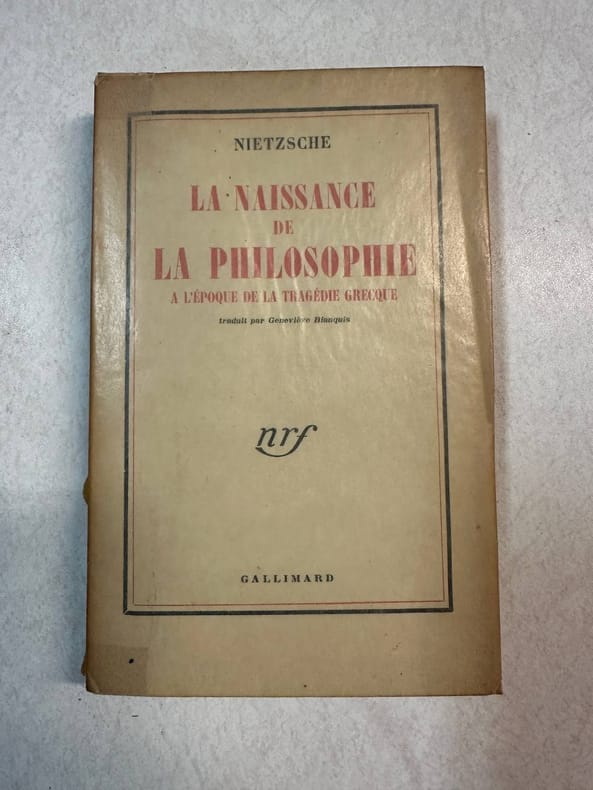 NIETZSCHE
LA NAISSANCE
DE
LA PHILOSOPHIE
A L'ÉPOQUE DE LA TRAGÉDIE GRECQUE
traduit par Geneviève Bianquis
nrf
GALLIMARD